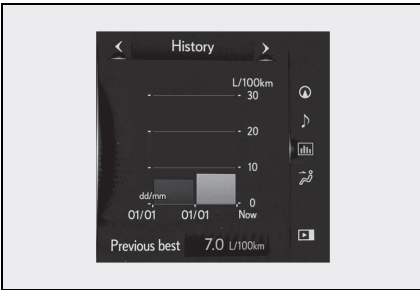 History
L/100km
30
20
10
dd/mm
0
01/01 01/01 Now
Previous best 7.0 L/100km